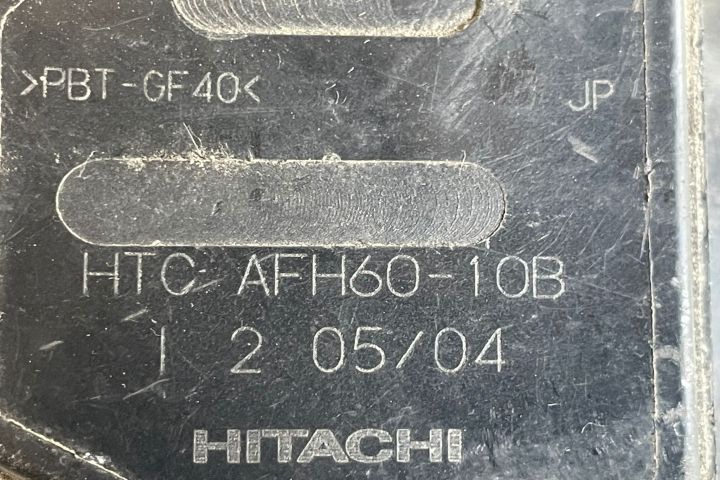 >PBT-GF40< JP
HTC AFH60-10B
1 2 05/04
HITACHI